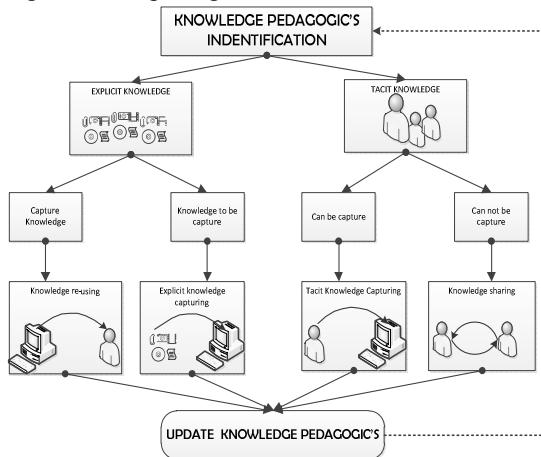 KNOWLEDGE PEDAGOGIC'S
INDENTIFICATION
EXPLICIT KNOWLEDGE
TACIT KNOWLEDGE
Capture
Knowledge
Knowledge to be
capture
Can be capture
Can not be
capture
Knowledge re-using
Explicit knowledge
capturing
Tacit Knowledge Capturing
Knowledge sharing
UPDATE KNOWLEDGE PEDAGOGIC'S